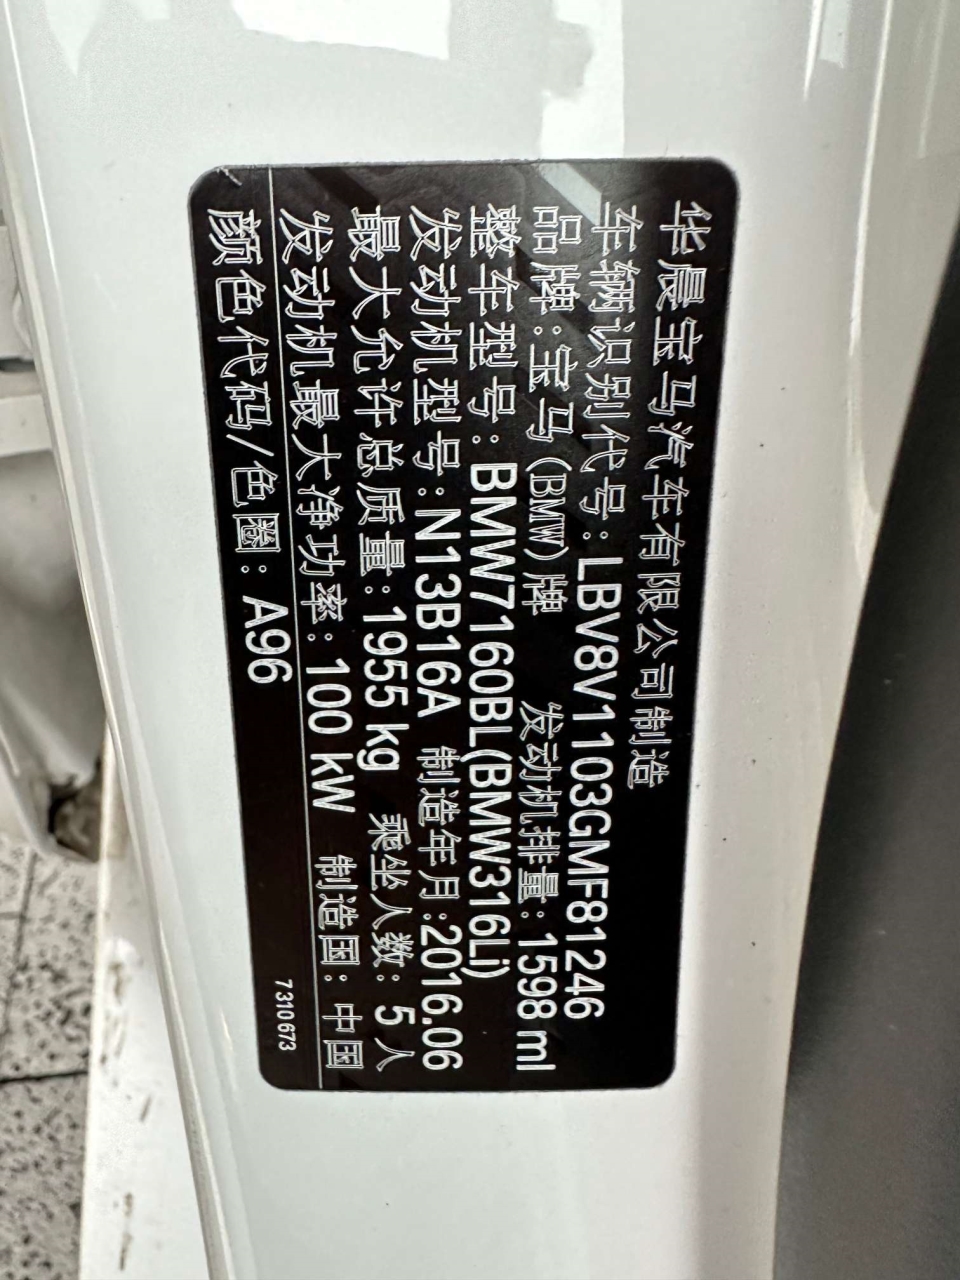 华晨宝马汽车有限公司制造
车辆识别代号:LBV8V1103GMF81246
品牌:宝马(BMW)牌 发动机排量:1598 ml
整车型号:BMW7160BL(BMW316Li)
发动机型号:N13B16A 制造年月:2016.06
最大允许总质量:1955 kg 乘坐人数:5人
发动机最大净功率:100 kW 制造国:中国
颜色代码/色圈:A96
7 310 673